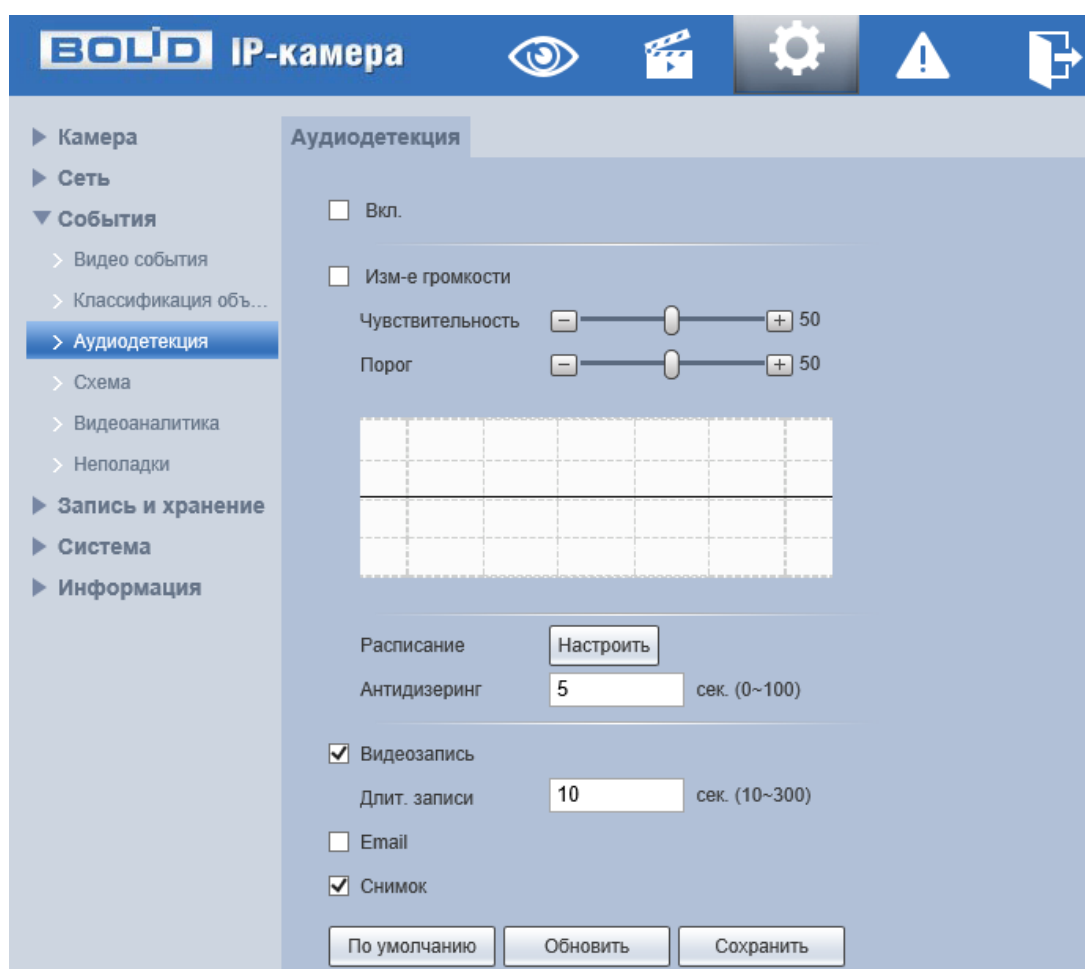 BOLID IP-камера
Камера
Сеть
События
Видео события
Классификация объ...
Аудиодетекция
Схема
Видеоаналитика
Неполадки
Запись и хранение
Система
Информация
Аудиодетекция
Вкл.
Изм-е громкости
Чувствительность 50
Порог 50
Расписание Настроить
Антидизеринг 5 сек. (0~100)
Видеозапись
Длит. записи 10 сек. (10~300)
Email
Снимок
По умолчанию Обновить Сохранить